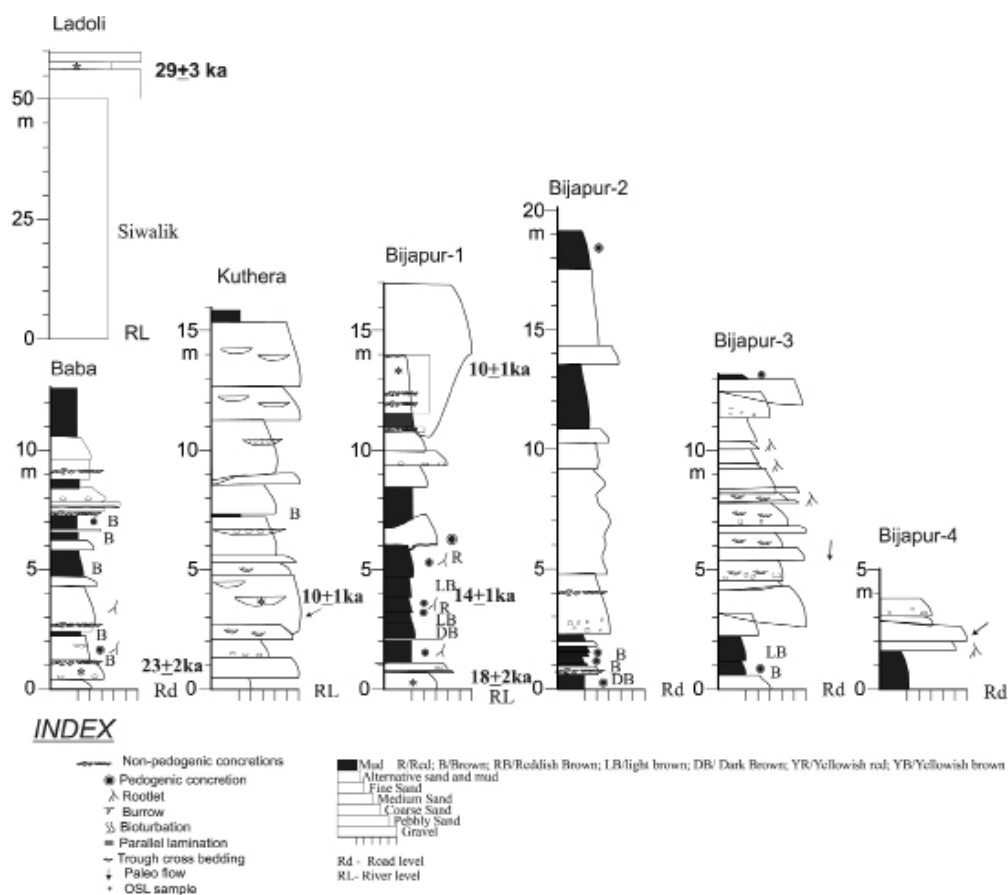 Ladoli
29±3 ka
50
m
25
Siwalik
0
RL
Baba
10
m
B
B
5
B
B
0
Rd
Kuthera
15
m
10
B
5
10±1ka
23±2ka
0
RL
Bijapur-1
15
m
10±1ka
10
R
5
LB
14±1ka
R
LB
DB
18±2ka
0
RL
Bijapur-2
20
m
15
10
5
B
B
0
DB
Rd
Bijapur-3
10
m
5
LB
B
0
Rd
Bijapur-4
5
m
0
Rd
INDEX
Non-pedogenic concretions
Pedogenic concretion
Rootlet
Burrow
Bioturbation
Parallel lamination
Trough cross bedding
Paleo flow
OSL sample
Mud R/Red; B/Brown; RB/Reddish Brown; LB/light brown; DB/ Dark Brown; YR/Yellowish red; YB/Yellowish brown
Alternative sand and mud
Fine Sand
Medium Sand
Coarse Sand
Pebbly Sand
Gravel
Rd - Road level
RL- River level